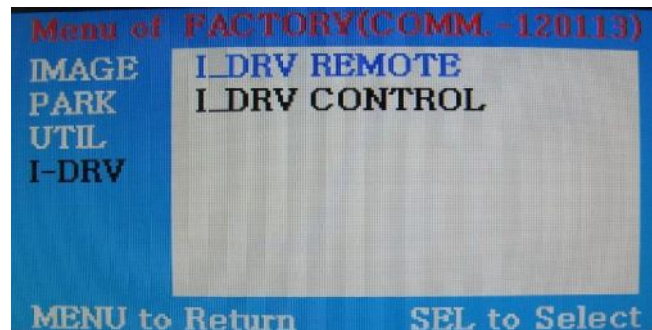 Menu of FACTORY(COMM.-120113)
IMAGE
PARK
UTIL
I-DRV
I_DRV REMOTE
I_DRV CONTROL
MENU to Return SEL to Select